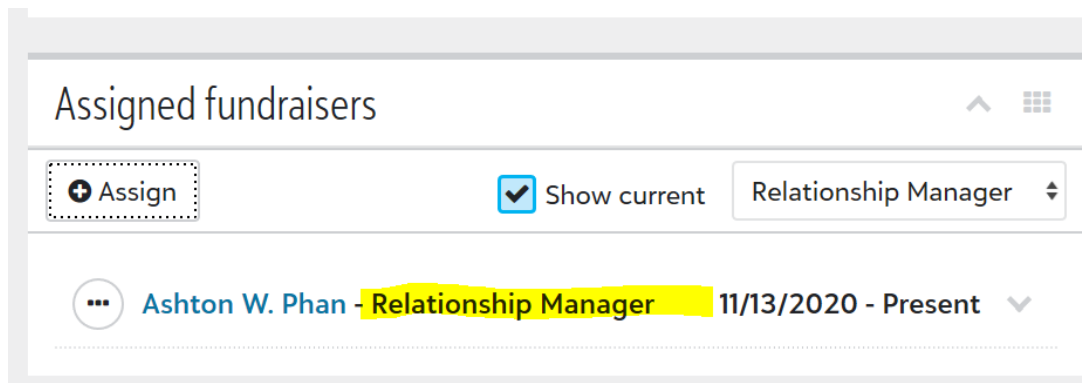 Assigned fundraisers
Assign Show current Relationship Manager
Ashton W. Phan - Relationship Manager 11/13/2020 - Present